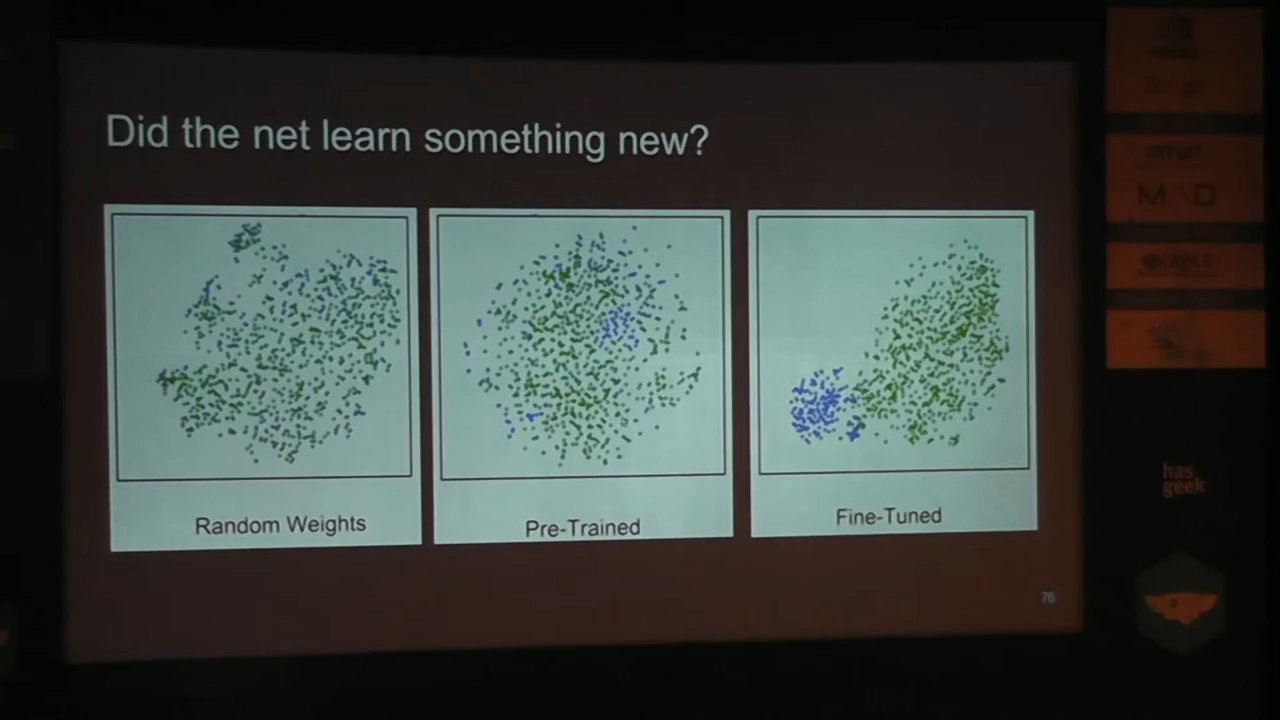 Did the net learn something new?
Random Weights
Pre-Trained
Fine-Tuned
76
M D
has
geek